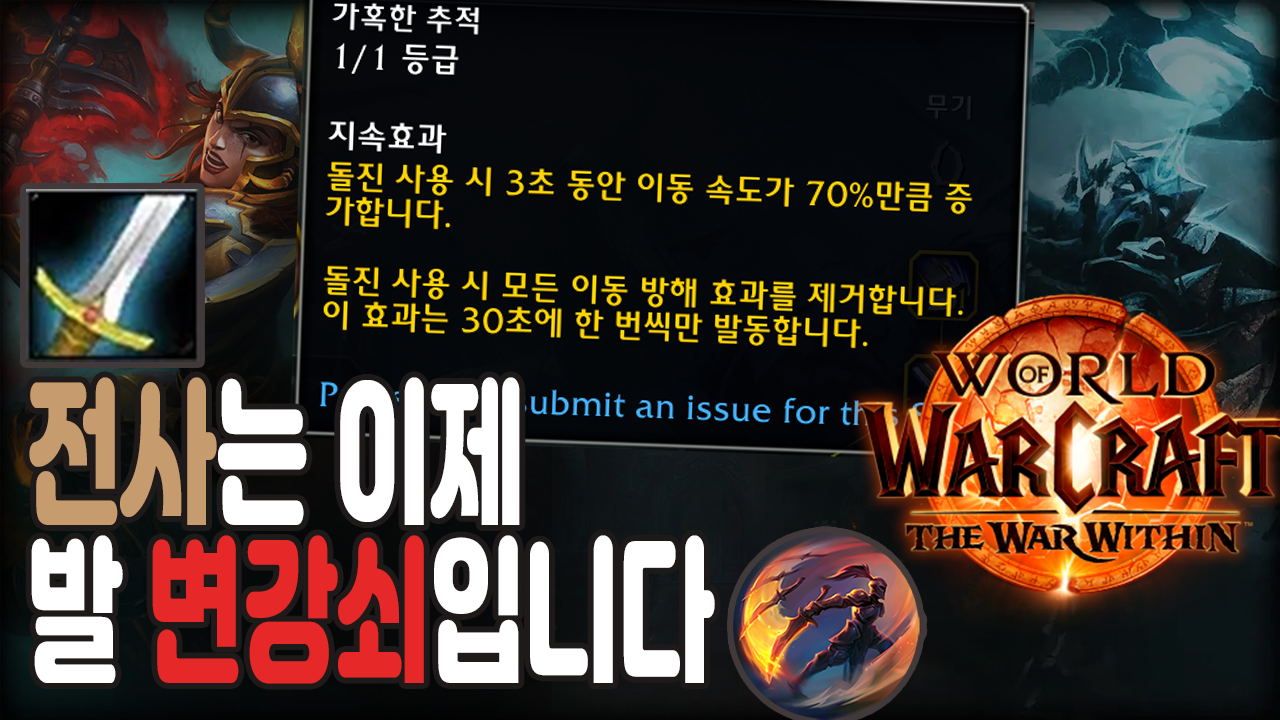 가혹한 추적
1/1 등급
무기
지속효과
돌진 사용 시 3초 동안 이동 속도가 70%만큼 증
가합니다.
돌진 사용 시 모든 이동 방해 효과를 제거합니다.
이 효과는 30초에 한 번씩만 발동합니다.
submit an issue for
WORLD
OF
WARCRAFT
THE WAR WITHIN™
전사는 이제
발 변강쇠입니다